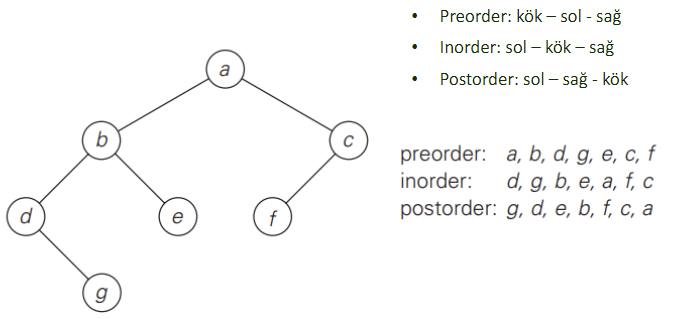 • Preorder: kök – sol - sağ
• Inorder: sol – kök – sağ
• Postorder: sol – sağ - kök
a
b
c
d
e
f
g
preorder: a, b, d, g, e, c, f
inorder: d, g, b, e, a, f, c
postorder: g, d, e, b, f, c, a